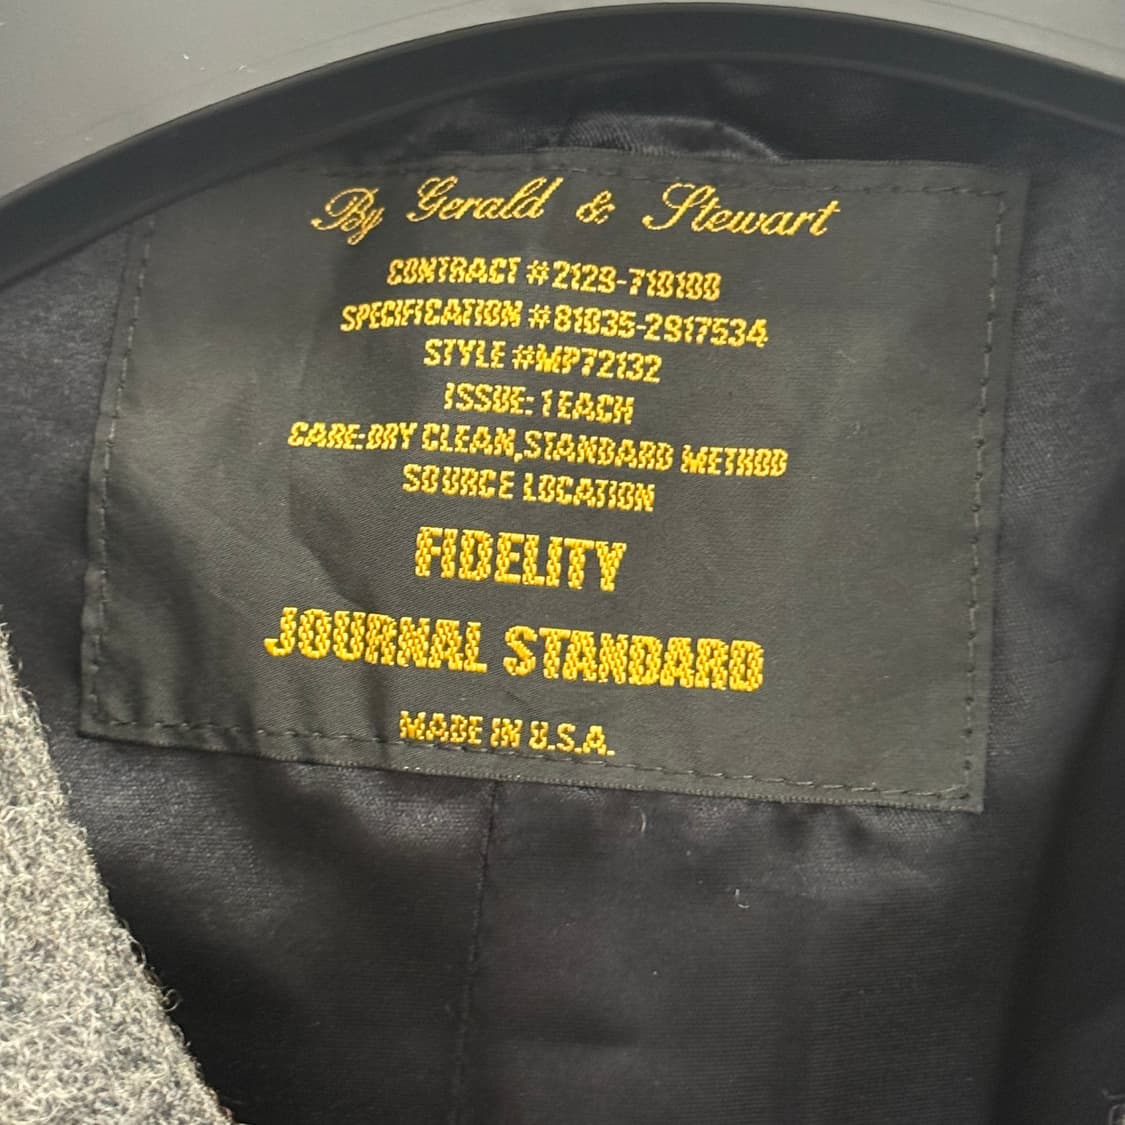 By Gerald & Stewart
CONTRACT #2129-710100
SPECIFICATION #81035-2917534
STYLE #MP72132
ISSUE: 1 EACH
CARE: DRY CLEAN, STANDARD METHOD
SOURCE LOCATION
FIDELITY
JOURNAL STANDARD
MADE IN U.S.A.